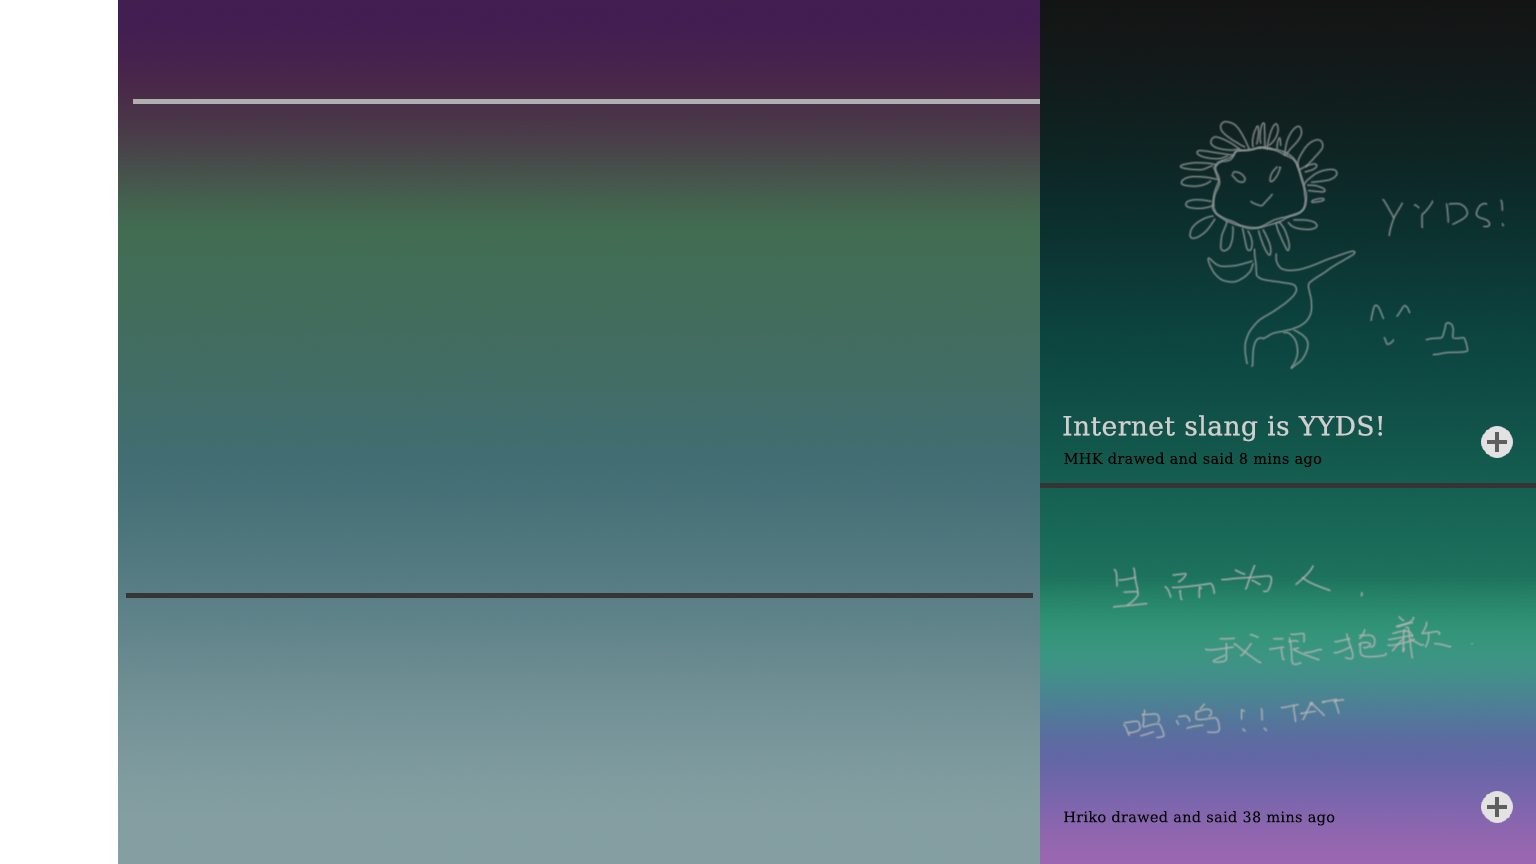 YYDS!
Internet slang is YYDS!
MHK drawed and said 8 mins ago
生而为人.
我很抱歉.
呜呜!! TAT
Hriko drawed and said 38 mins ago